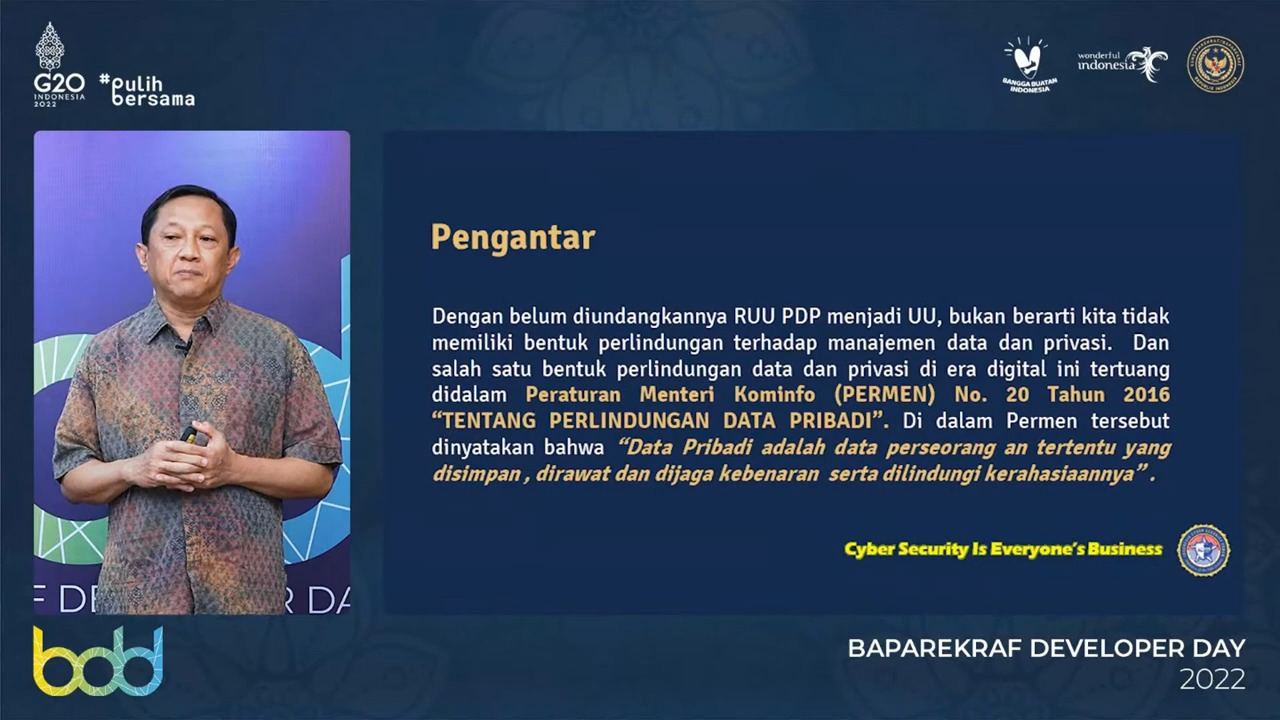 G20
INDONESIA
2022
#pulih
bersama
BANGGA BUATAN
INDONESIA
wonderful
indonesia
Pengantar
Dengan belum diundangkannya RUU PDP menjadi UU, bukan berarti kita tidak
memiliki bentuk perlindungan terhadap manajemen data dan privasi. Dan
salah satu bentuk perlindungan data dan privasi di era digital ini tertuang
didalam Peraturan Menteri Kominfo (PERMEN) No. 20 Tahun 2016
“TENTANG PERLINDUNGAN DATA PRIBADI”. Di dalam Permen tersebut
dinyatakan bahwa “Data Pribadi adalah data perseorang an tertentu yang
disimpan , dirawat dan dijaga kebenaran serta dilindungi kerahasiaannya” .
Cyber Security Is Everyone's Business
F DE R DA
bdd
BAPAREKRAF DEVELOPER DAY
2022